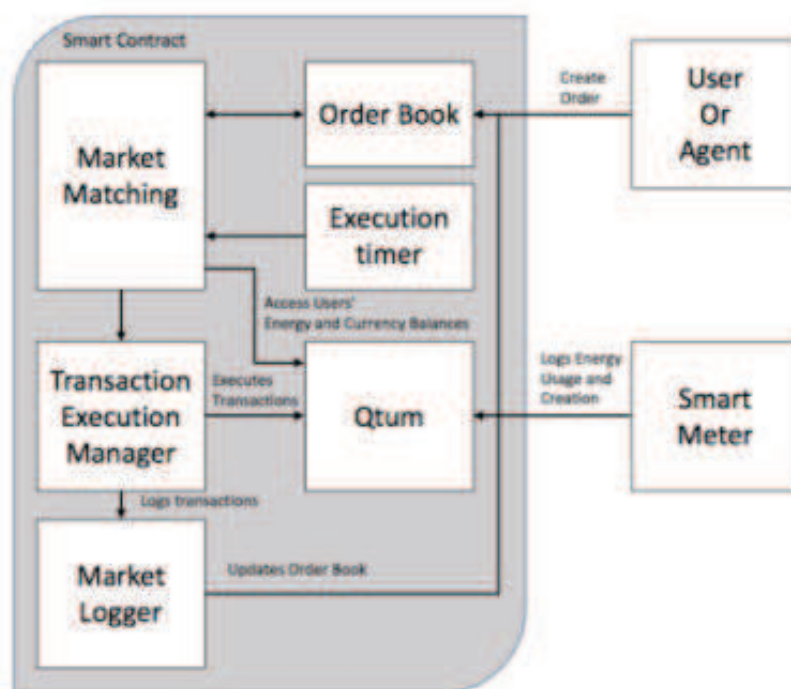 Smart Contract
Market
Matching
Order Book
Create
Order
User
Or
Agent
Execution
timer
Access Users'
Energy and Currency Balances
Transaction
Execution
Manager
Executes
Transactions
Qtum
Logs Energy
Usage and
Creation
Smart
Meter
Logs transactions
Market
Logger
Updates Order Book